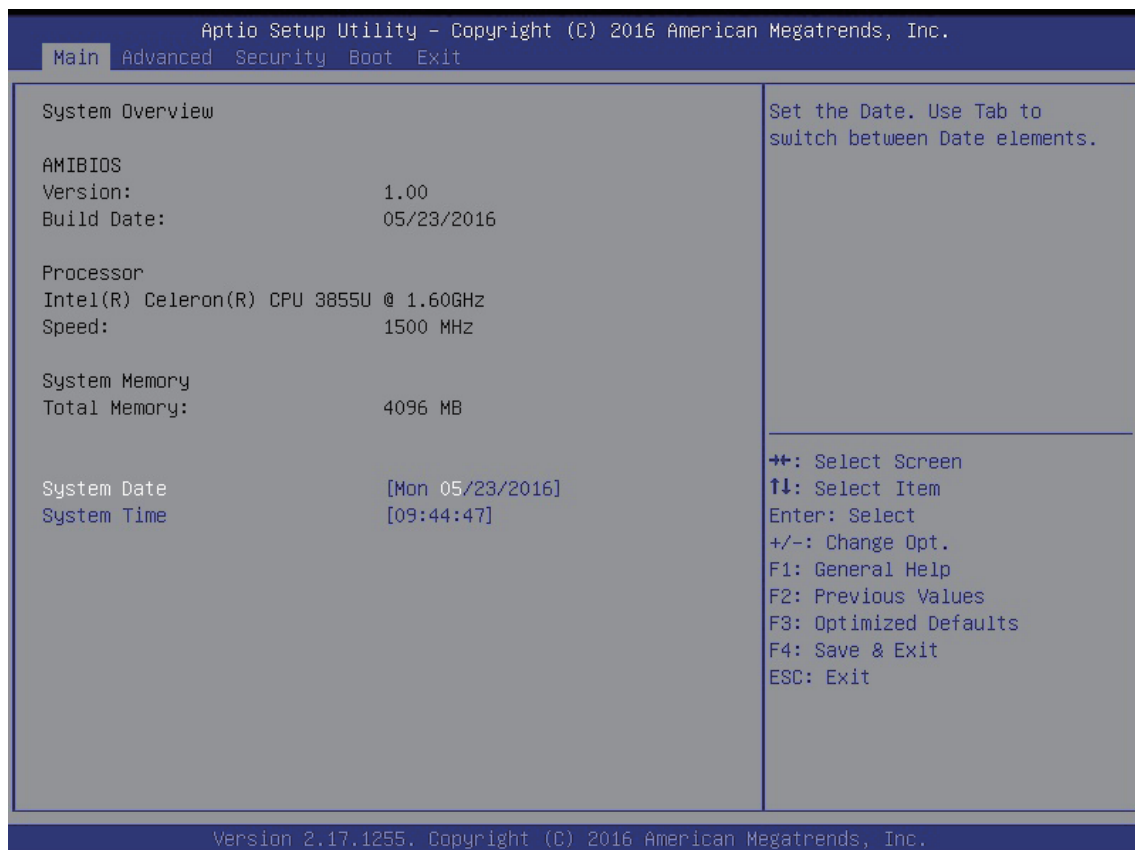 Aptio Setup Utility – Copyright (C) 2016 American Megatrends, Inc.
Main Advanced Security Boot Exit
System Overview
AMIBIOS
Version: 1.00
Build Date: 05/23/2016
Processor
Intel(R) Celeron(R) CPU 3855U @ 1.60GHz
Speed: 1500 MHz
System Memory
Total Memory: 4096 MB
System Date [Mon 05/23/2016]
System Time [09:44:47]
Set the Date. Use Tab to
switch between Date elements.
→←: Select Screen
↑↓: Select Item
Enter: Select
+/-: Change Opt.
F1: General Help
F2: Previous Values
F3: Optimized Defaults
F4: Save & Exit
ESC: Exit
Version 2.17.1255. Copyright (C) 2016 American Megatrends, Inc.